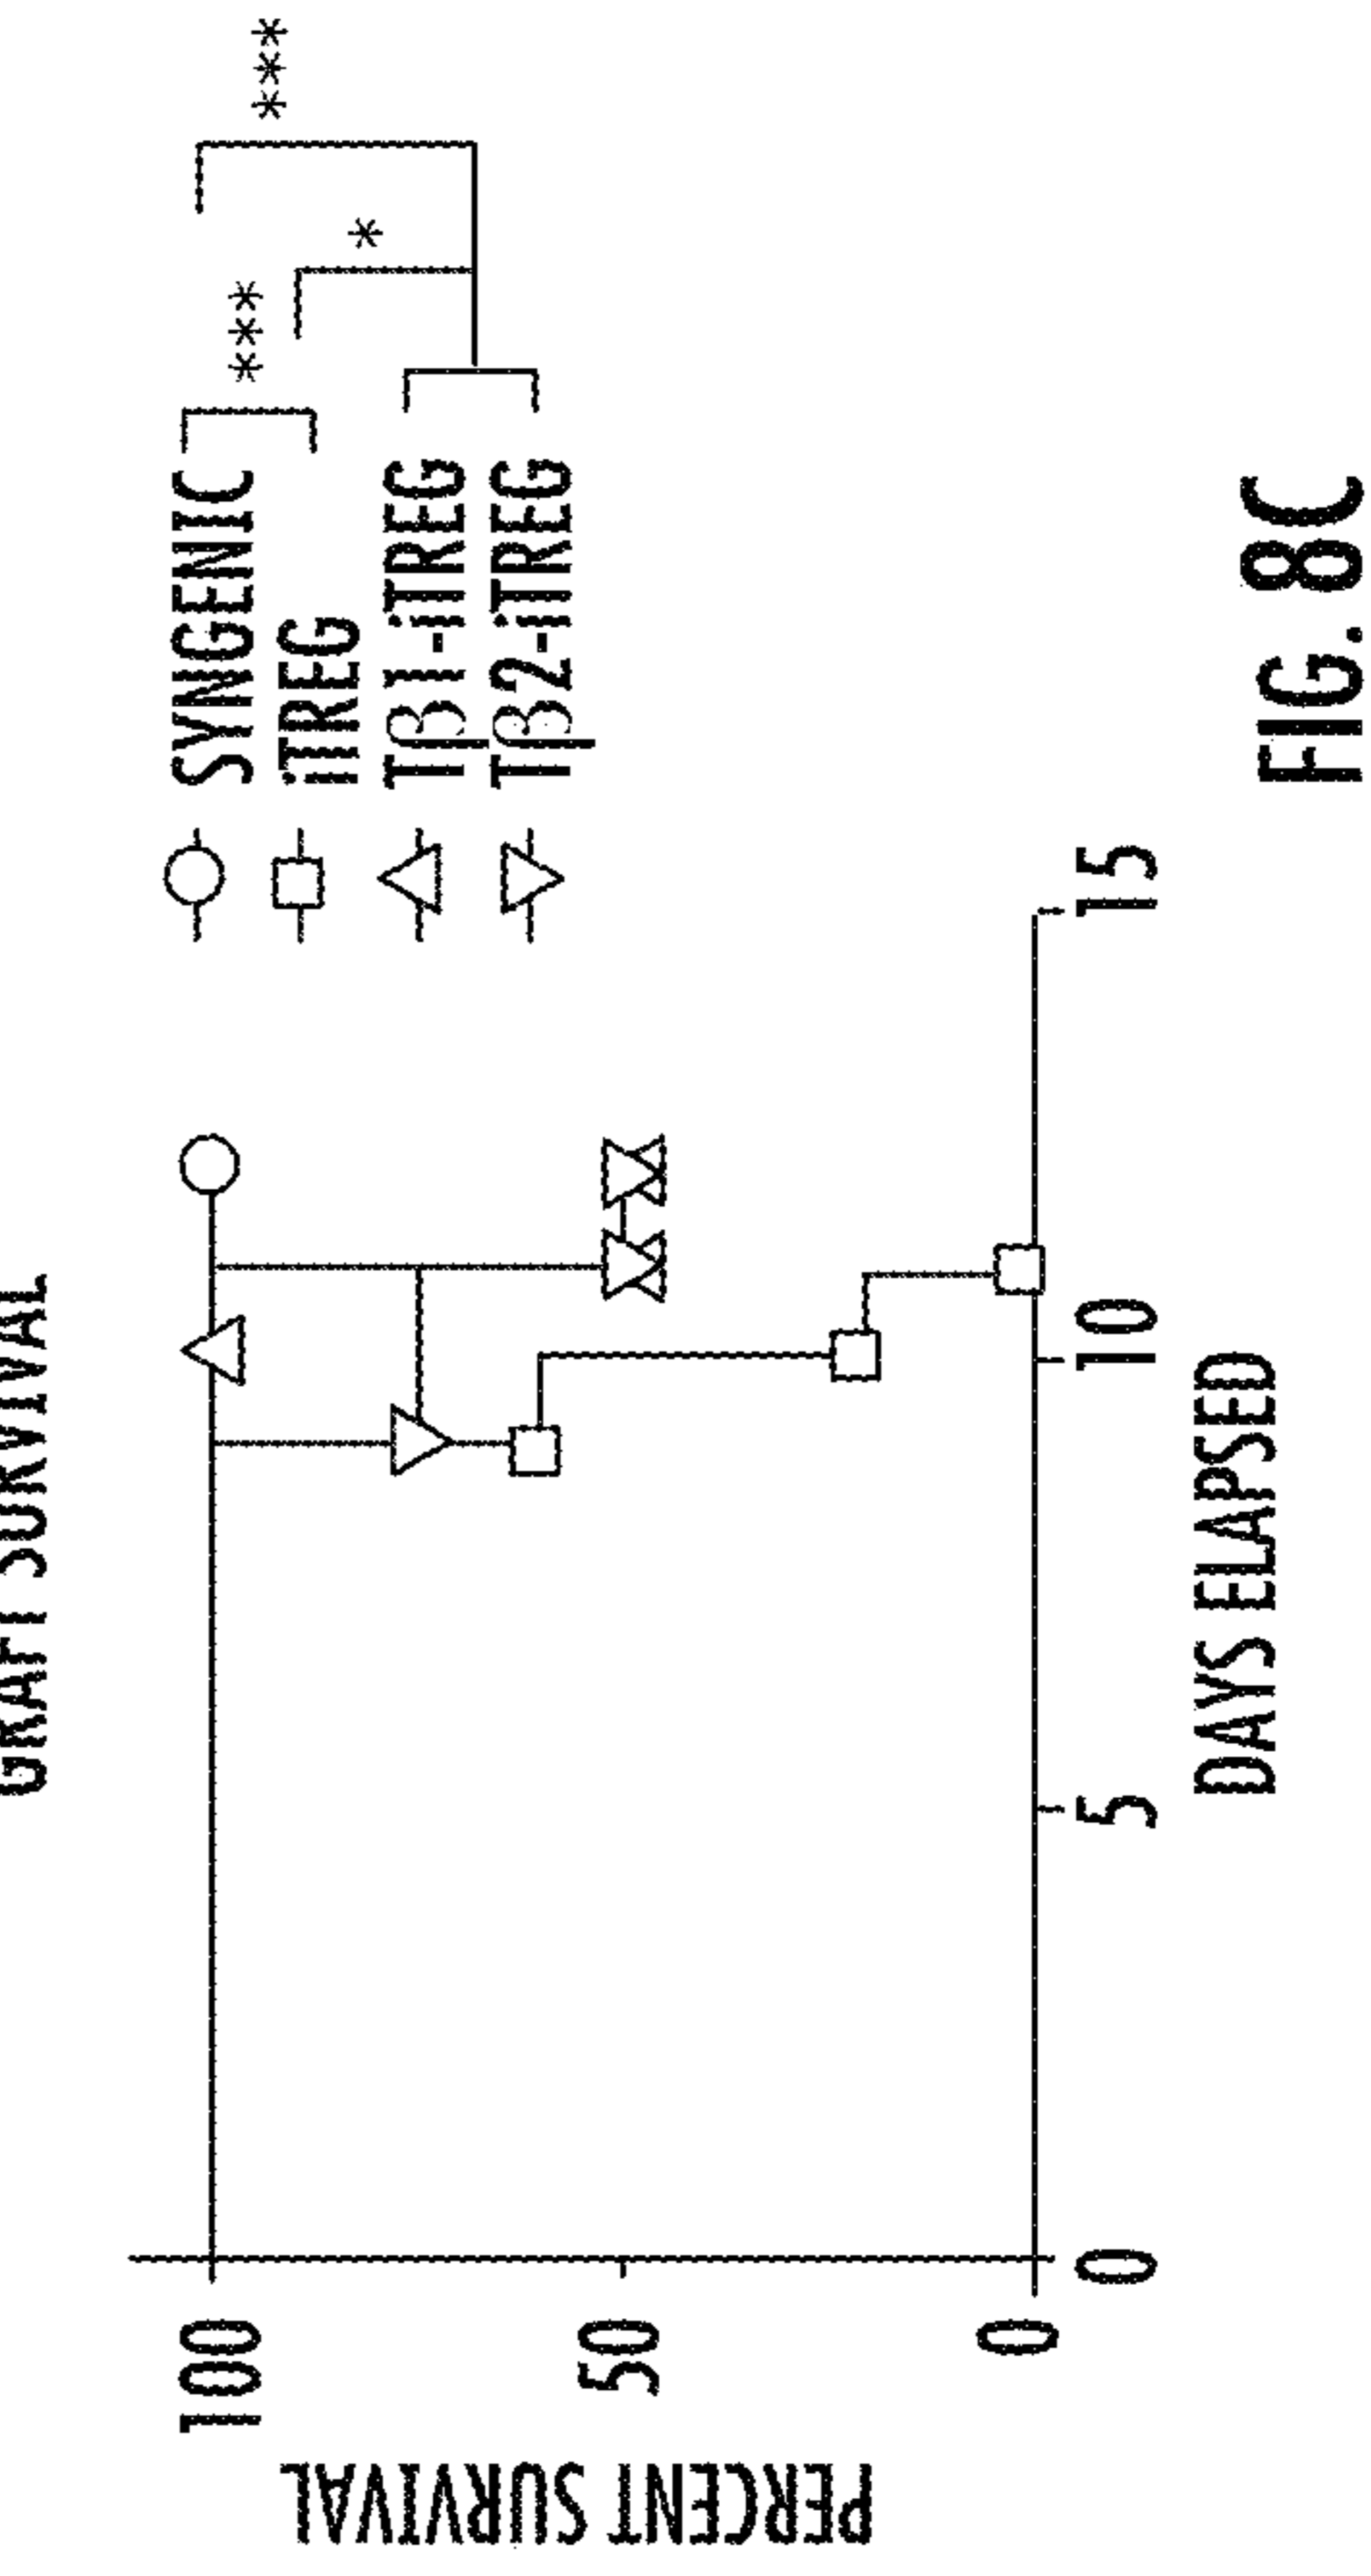 GRAFT SURVIVAL
***
*
***
SYNGENIC
iTREG
Tβ1-iTREG
Tβ2-iTREG
PERCENT SURVIVAL
100
50
0
0 5 10 15
DAYS ELAPSED
FIG. 8C